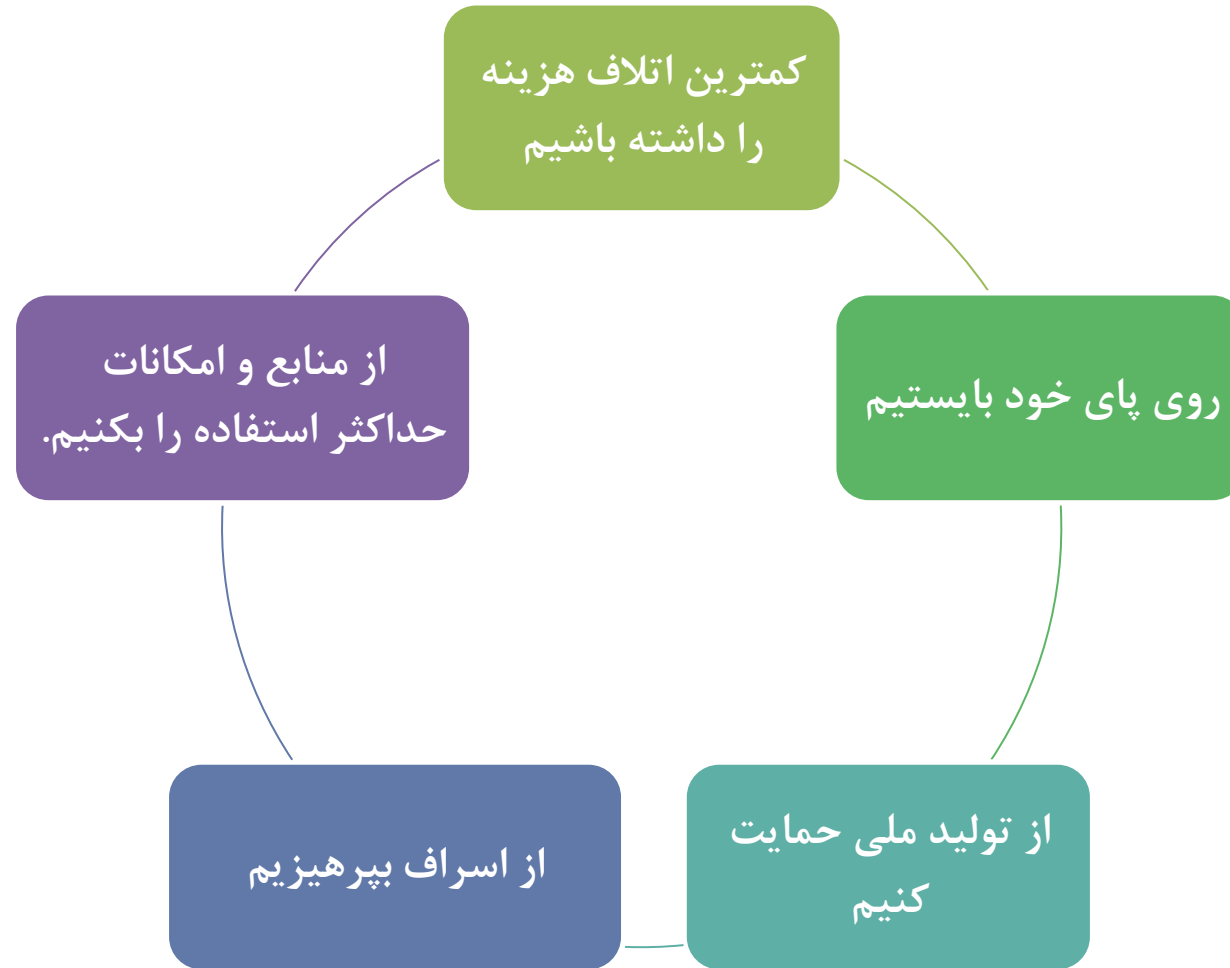 کمترین اتلاف هزینه
را داشته باشیم
روی پای خود بایستیم
از تولید ملی حمایت
کنیم
از اسراف بپرهیزیم
از منابع و امکانات
حداکثر استفاده را بکنیم.